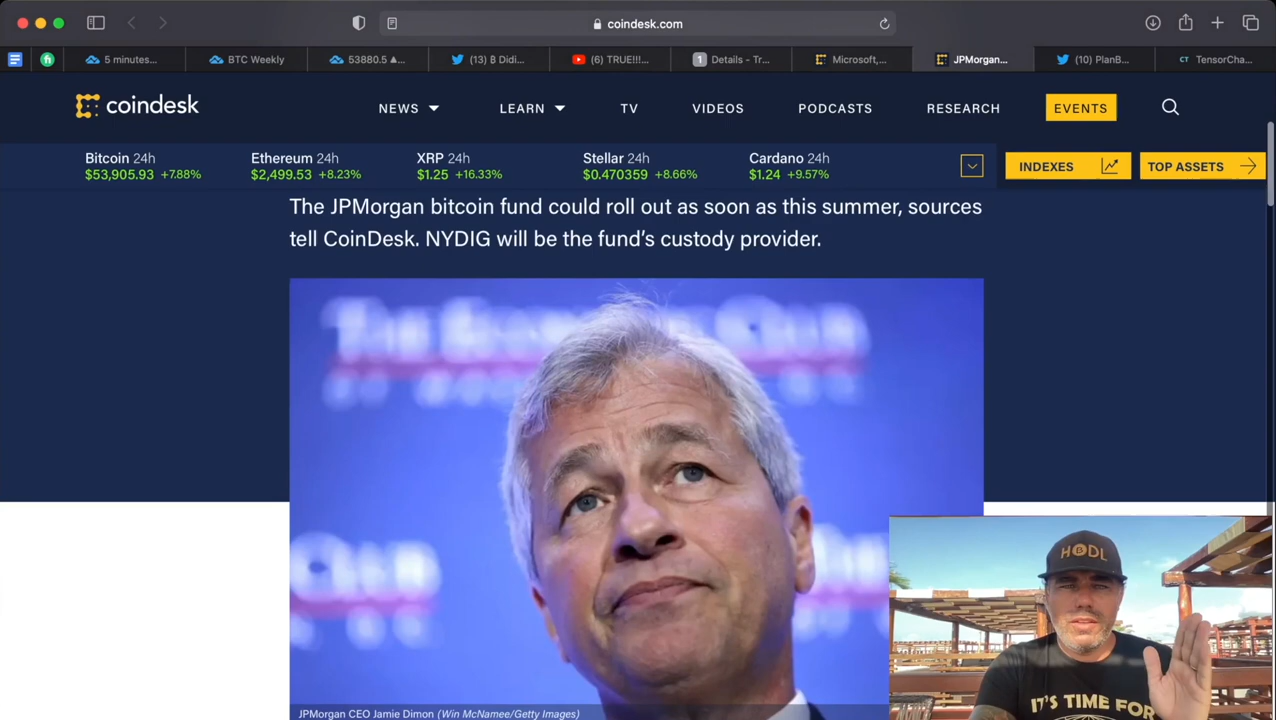 coindesk.com
5 minutes...
BTC Weekly
53880.5 ▲...
(13) ₿ Didi...
(6) TRUE!!!...
1
Details - Tr...
Microsoft,...
JPMorgan...
(10) PlanB...
CT
TensorCha...
coindesk
NEWS
LEARN
TV
VIDEOS
PODCASTS
RESEARCH
EVENTS
Bitcoin 24h
$53,905.93 +7.88%
Ethereum 24h
$2,499.53 +8.23%
XRP 24h
$1.25 +16.33%
Stellar 24h
$0.470359 +8.66%
Cardano 24h
$1.24 +9.57%
INDEXES
TOP ASSETS
The JPMorgan bitcoin fund could roll out as soon as this summer, sources
tell CoinDesk. NYDIG will be the fund's custody provider.
JPMorgan CEO Jamie Dimon (Win McNamee/Getty Images)
HODL
IT'S TIME FOR